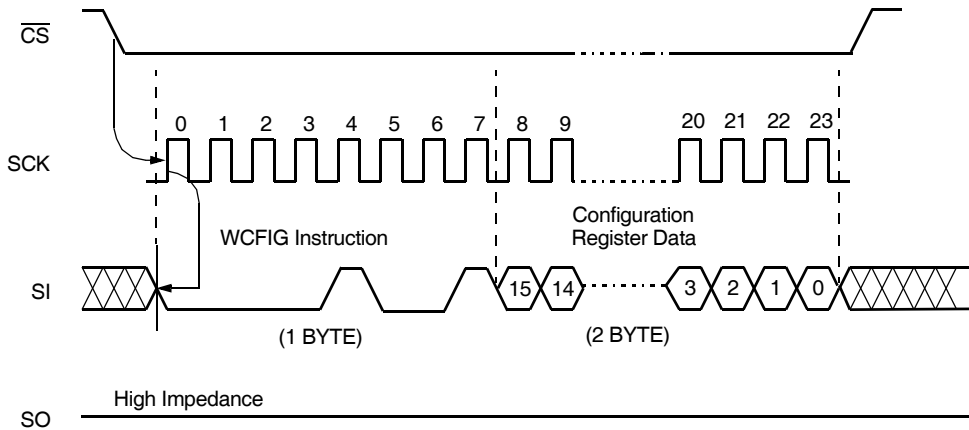 CS
0 1 2 3 4 5 6 7 8 9 20 21 22 23
SCK
WCFIG Instruction
Configuration
Register Data
SI
15 14 3 2 1 0
(1 BYTE) (2 BYTE)
High Impedance
SO